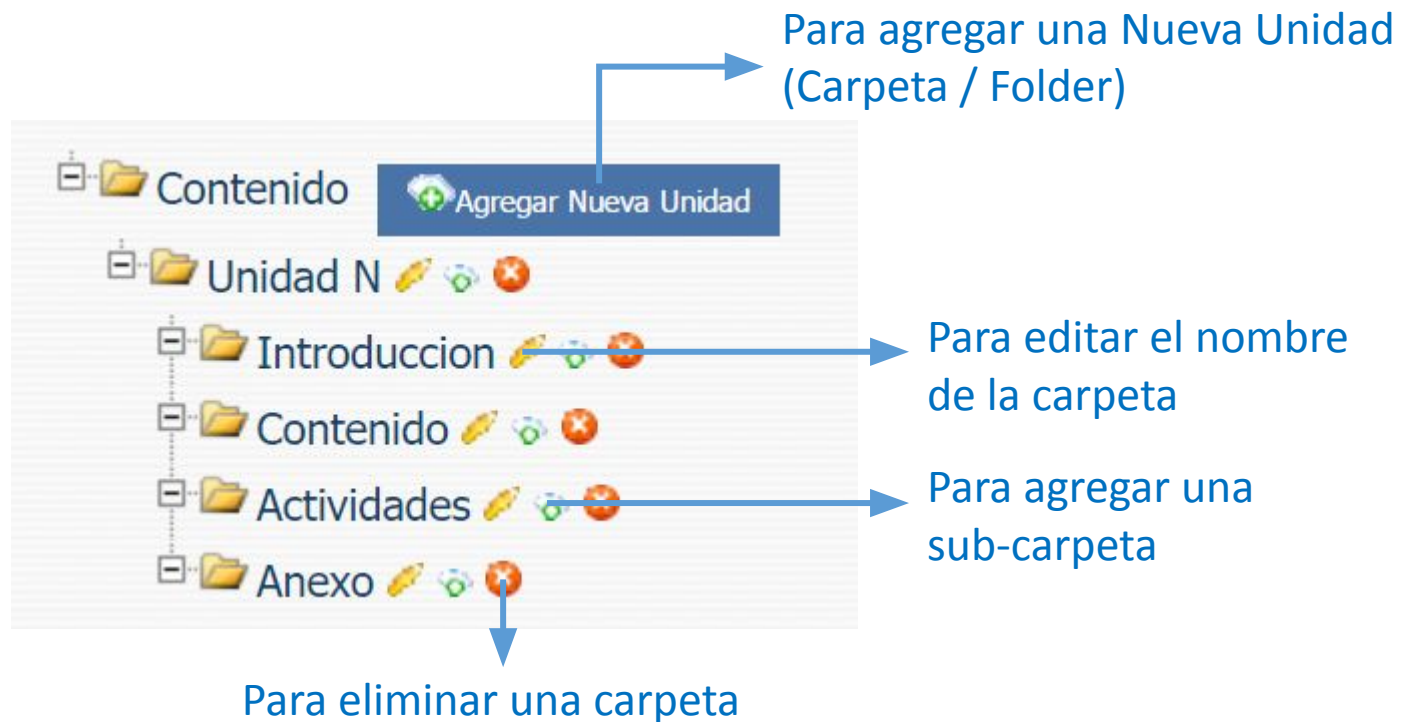 Para agregar una Nueva Unidad
(Carpeta / Folder)
Contenido
Agregar Nueva Unidad
Unidad N
Introduccion
Para editar el nombre
de la carpeta
Contenido
Actividades
Para agregar una
sub-carpeta
Anexo
Para eliminar una carpeta